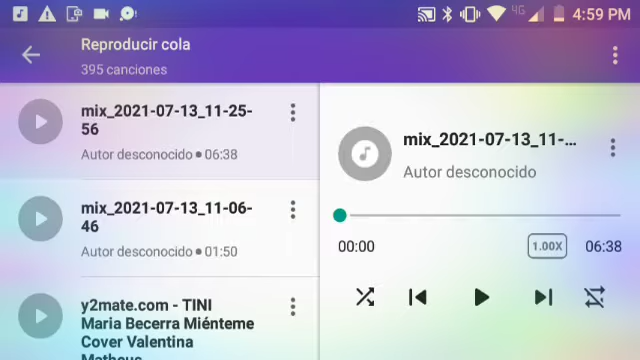 4G
4:59 PM
Reproducir cola
395 canciones
mix_2021-07-13_11-25-
56
Autor desconocido • 06:38
mix_2021-07-13_11-06-
46
Autor desconocido • 01:50
y2mate.com - TINI
Maria Becerra Miénteme
Cover Valentina
Matheus
mix_2021-07-13_11-...
Autor desconocido
00:00
1.00X
06:38